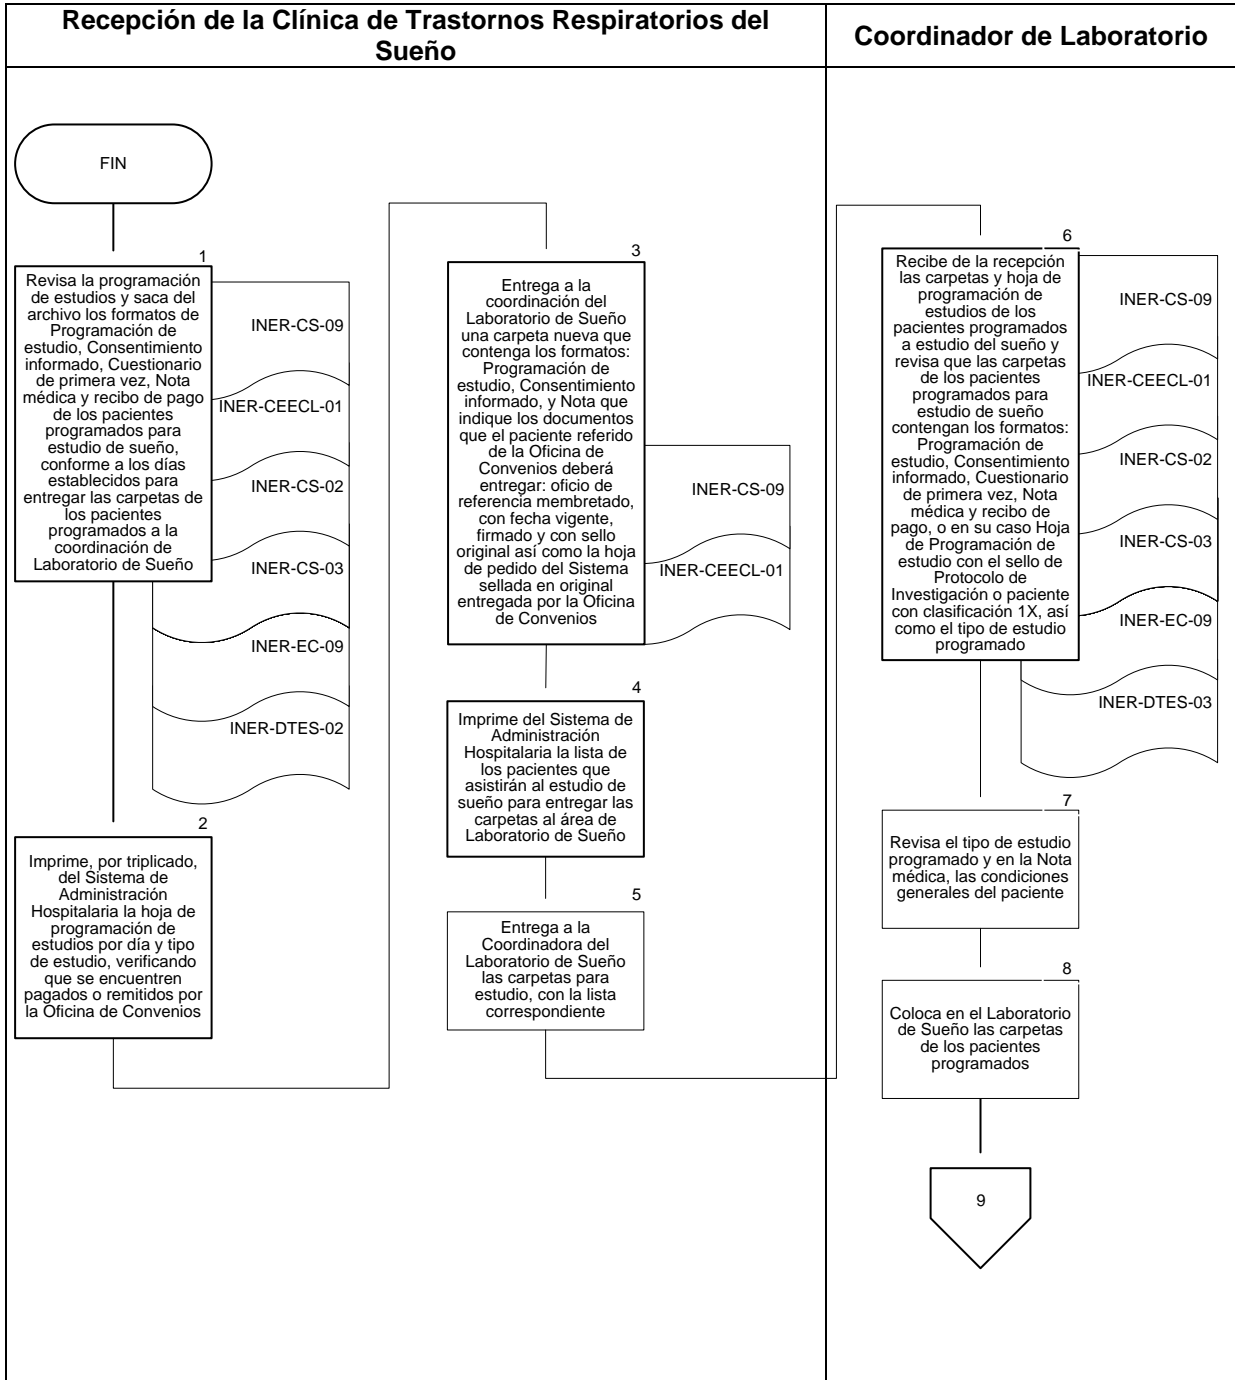 Recepción de la Clínica de Trastornos Respiratorios del
Sueño
Coordinador de Laboratorio
FIN
1
Revisa la programación
de estudios y saca del
archivo los formatos de
Programación de
estudio, Consentimiento
informado, Cuestionario
de primera vez, Nota
médica y recibo de pago
de los pacientes
programados para
estudio de sueño,
conforme a los días
establecidos para
entregar las carpetas de
los pacientes
programados a la
coordinación de
Laboratorio de Sueño
INER-CS-09
INER-CEECL-01
INER-CS-02
INER-CS-03
INER-EC-09
INER-DTES-02
2
Imprime, por triplicado,
del Sistema de
Administración
Hospitalaria la hoja de
programación de
estudios por día y tipo
de estudio, verificando
que se encuentren
pagados o remitidos por
la Oficina de Convenios
3
Entrega a la
coordinación del
Laboratorio de Sueño
una carpeta nueva que
contenga los formatos:
Programación de
estudio, Consentimiento
informado, y Nota que
indique los documentos
que el paciente referido
de la Oficina de
Convenios deberá
entregar: oficio de
referencia membretado,
con fecha vigente,
firmado y con sello
original así como la hoja
de pedido del Sistema
sellada en original
entregada por la Oficina
de Convenios
INER-CS-09
INER-CEECL-01
4
Imprime del Sistema de
Administración
Hospitalaria la lista de
los pacientes que
asistirán al estudio de
sueño para entregar las
carpetas al área de
Laboratorio de Sueño
5
Entrega a la
Coordinadora del
Laboratorio de Sueño
las carpetas para
estudio, con la lista
correspondiente
6
Recibe de la recepción
las carpetas y hoja de
programación de
estudios de los
pacientes programados
a estudio del sueño y
revisa que las carpetas
de los pacientes
programados para
estudio de sueño
contengan los formatos:
Programación de
estudio, Consentimiento
informado, Cuestionario
de primera vez, Nota
médica y recibo de
pago, o en su caso Hoja
de Programación de
estudio con el sello de
Protocolo de
Investigación o paciente
con clasificación 1X, así
como el tipo de estudio
programado
INER-CS-09
INER-CEECL-01
INER-CS-02
INER-CS-03
INER-EC-09
INER-DTES-03
7
Revisa el tipo de estudio
programado y en la Nota
médica, las condiciones
generales del paciente
8
Coloca en el Laboratorio
de Sueño las carpetas
de los pacientes
programados
9